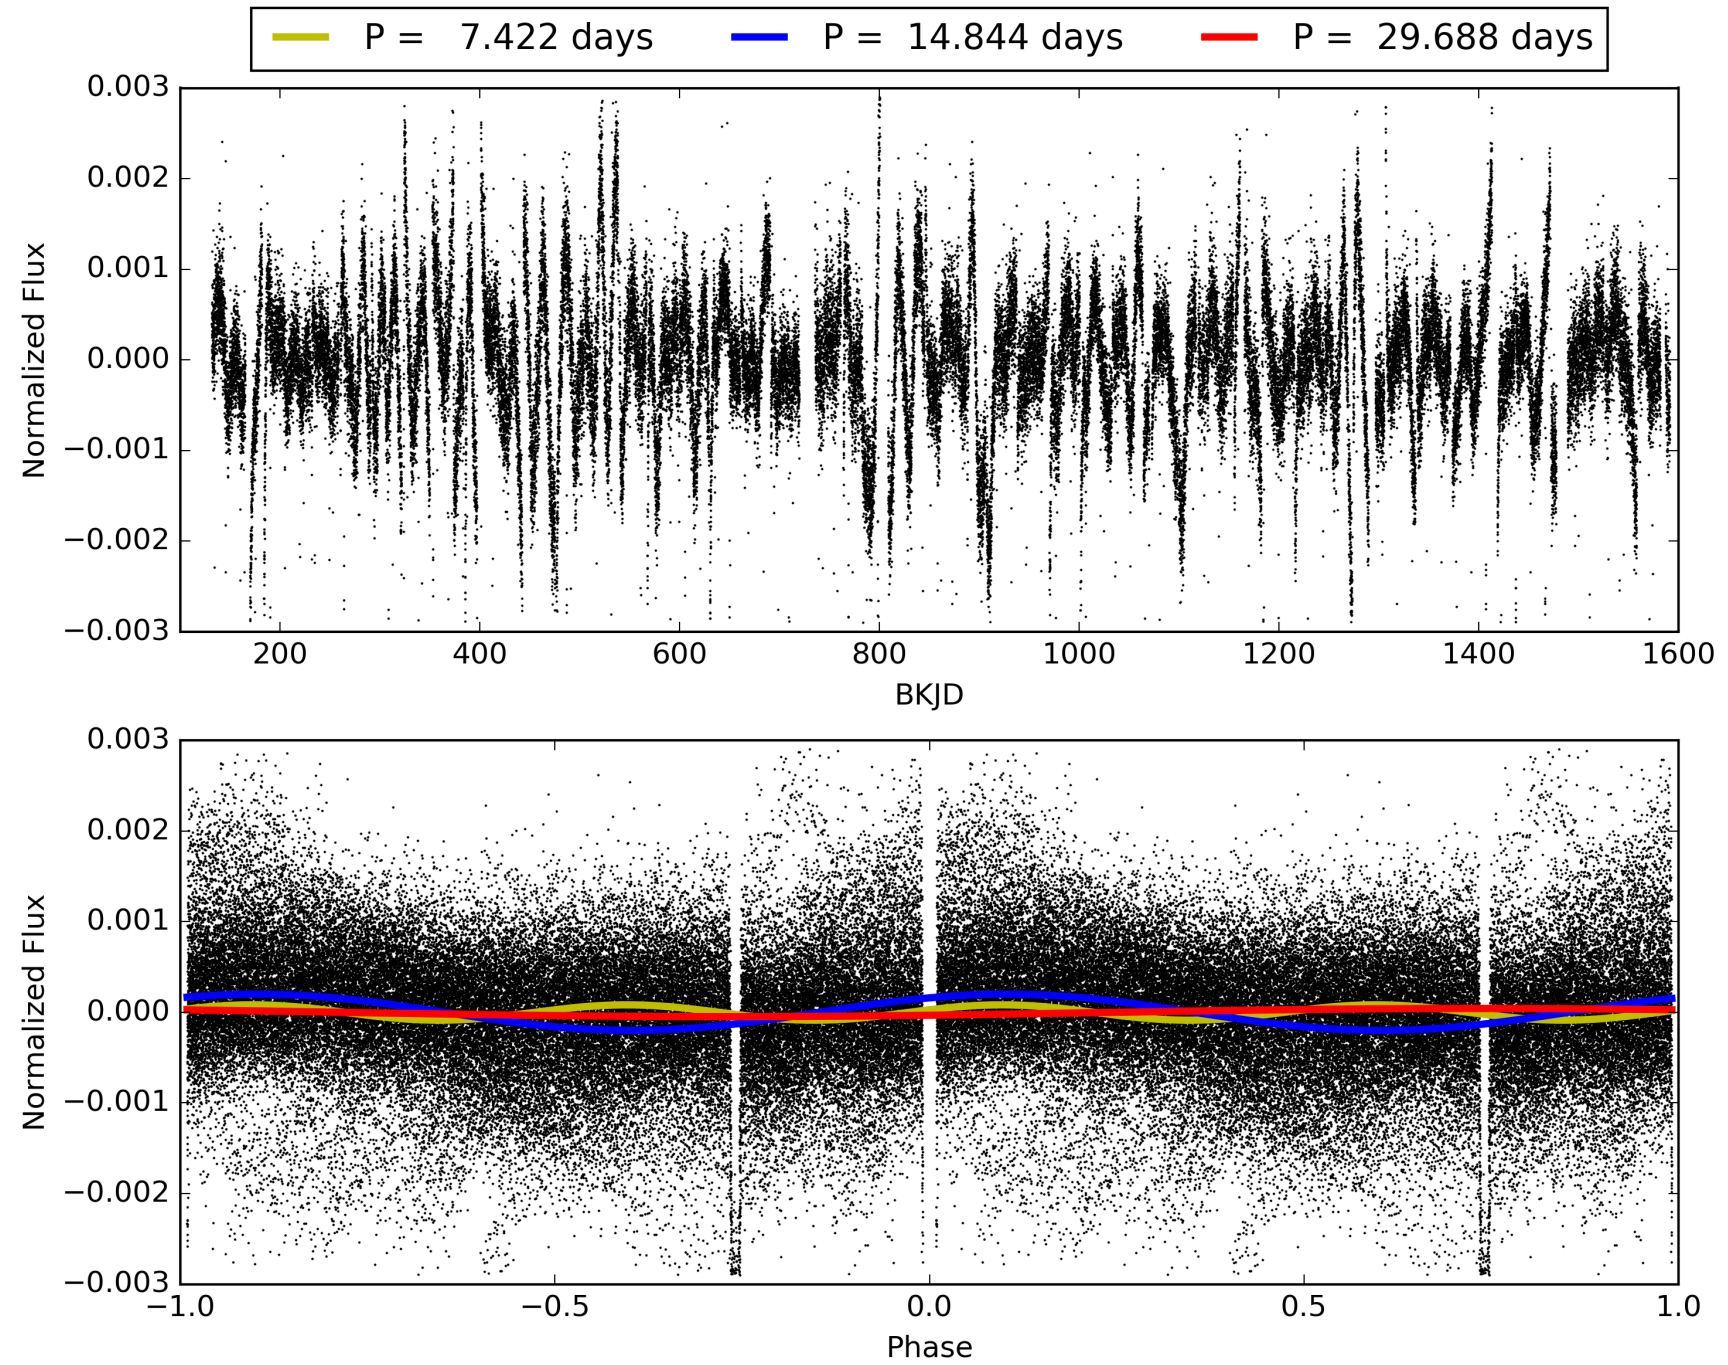 P = 7.422 days P = 14.844 days P = 29.688 days
0.003
0.002
0.001
0.000
−0.001
−0.002
−0.003
Normalized Flux
200 400 600 800 1000 1200 1400 1600
BKJD
0.003
0.002
0.001
0.000
−0.001
−0.002
−0.003
Normalized Flux
−1.0 −0.5 0.0 0.5 1.0
Phase